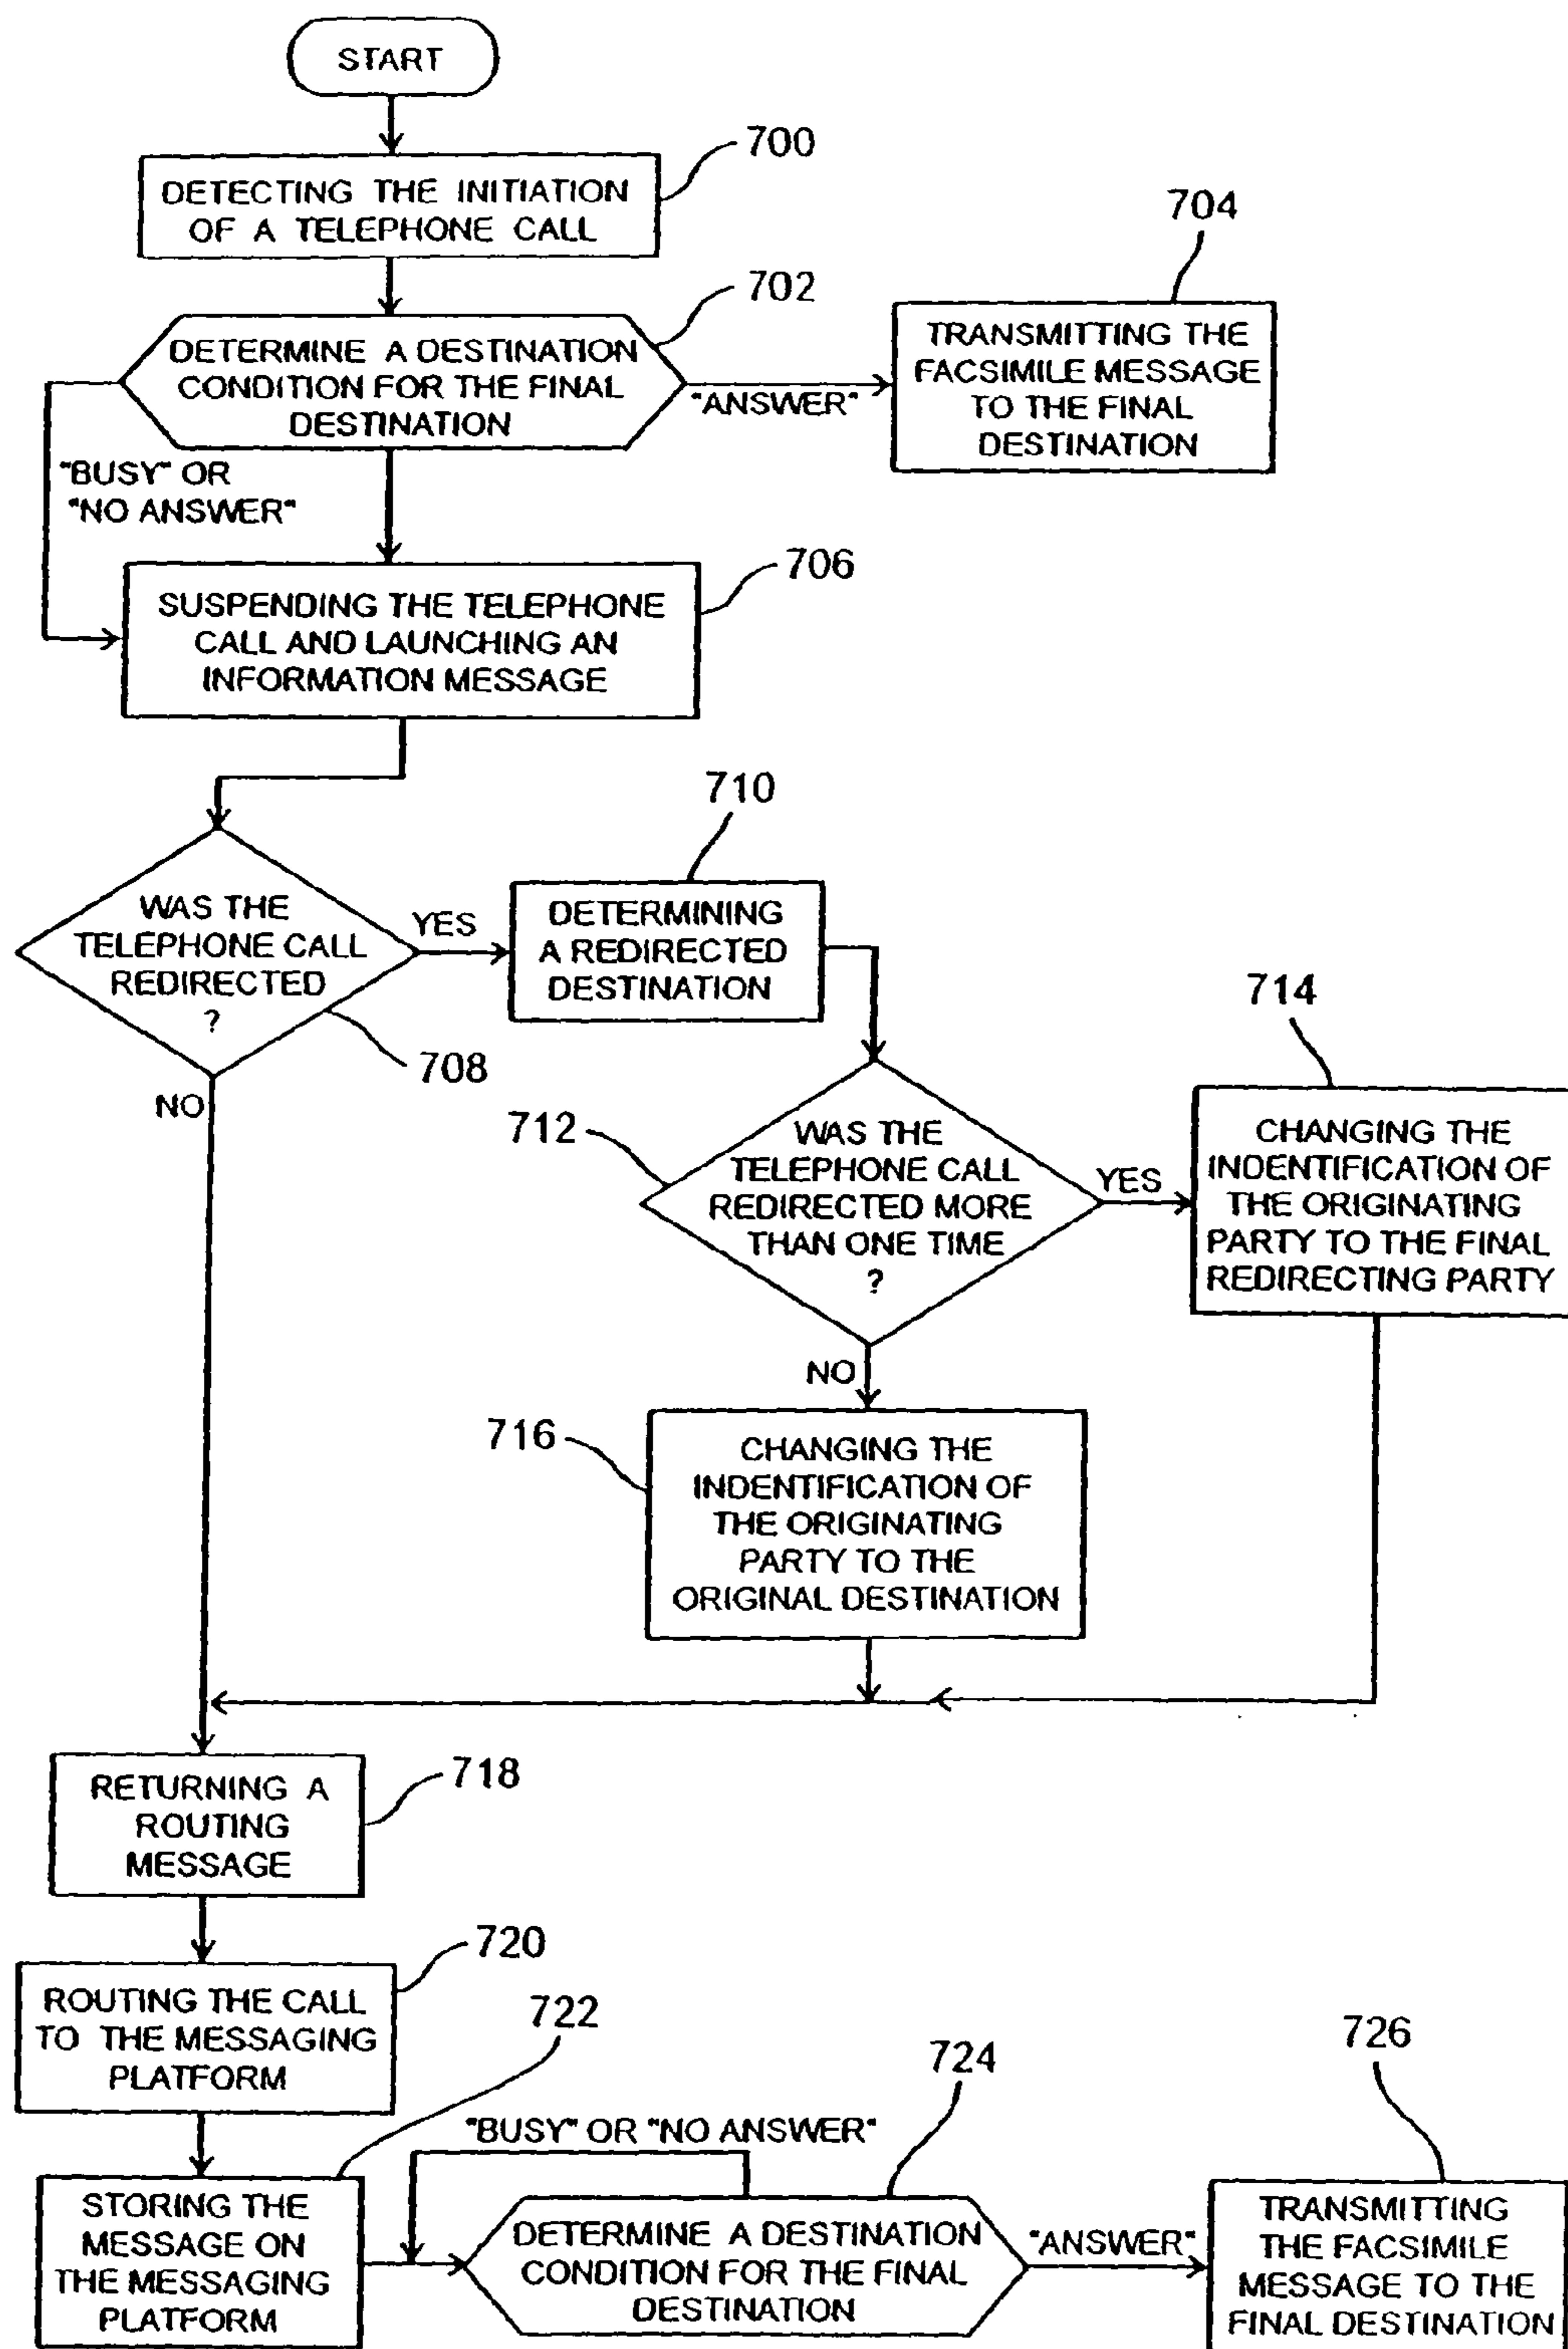 START
700
DETECTING THE INITIATION
OF A TELEPHONE CALL
702
704
DETERMINE A DESTINATION
CONDITION FOR THE FINAL
DESTINATION
"ANSWER"
TRANSMITTING THE
FACSIMILE MESSAGE
TO THE FINAL
DESTINATION
"BUSY" OR
"NO ANSWER"
706
SUSPENDING THE TELEPHONE
CALL AND LAUNCHING AN
INFORMATION MESSAGE
708
WAS THE
TELEPHONE CALL
REDIRECTED
?
YES
NO
710
DETERMINING
A REDIRECTED
DESTINATION
712
WAS THE
TELEPHONE CALL
REDIRECTED MORE
THAN ONE TIME
?
YES
NO
714
CHANGING THE
INDENTIFICATION OF
THE ORIGINATING
PARTY TO THE FINAL
REDIRECTING PARTY
716
CHANGING THE
INDENTIFICATION OF
THE ORIGINATING
PARTY TO THE
ORIGINAL DESTINATION
718
RETURNING A
ROUTING
MESSAGE
720
ROUTING THE CALL
TO THE MESSAGING
PLATFORM
722
STORING THE
MESSAGE ON
THE MESSAGING
PLATFORM
"BUSY" OR "NO ANSWER"
724
DETERMINE A DESTINATION
CONDITION FOR THE FINAL
DESTINATION
"ANSWER"
726
TRANSMITTING
THE FACSIMILE
MESSAGE TO THE
FINAL DESTINATION